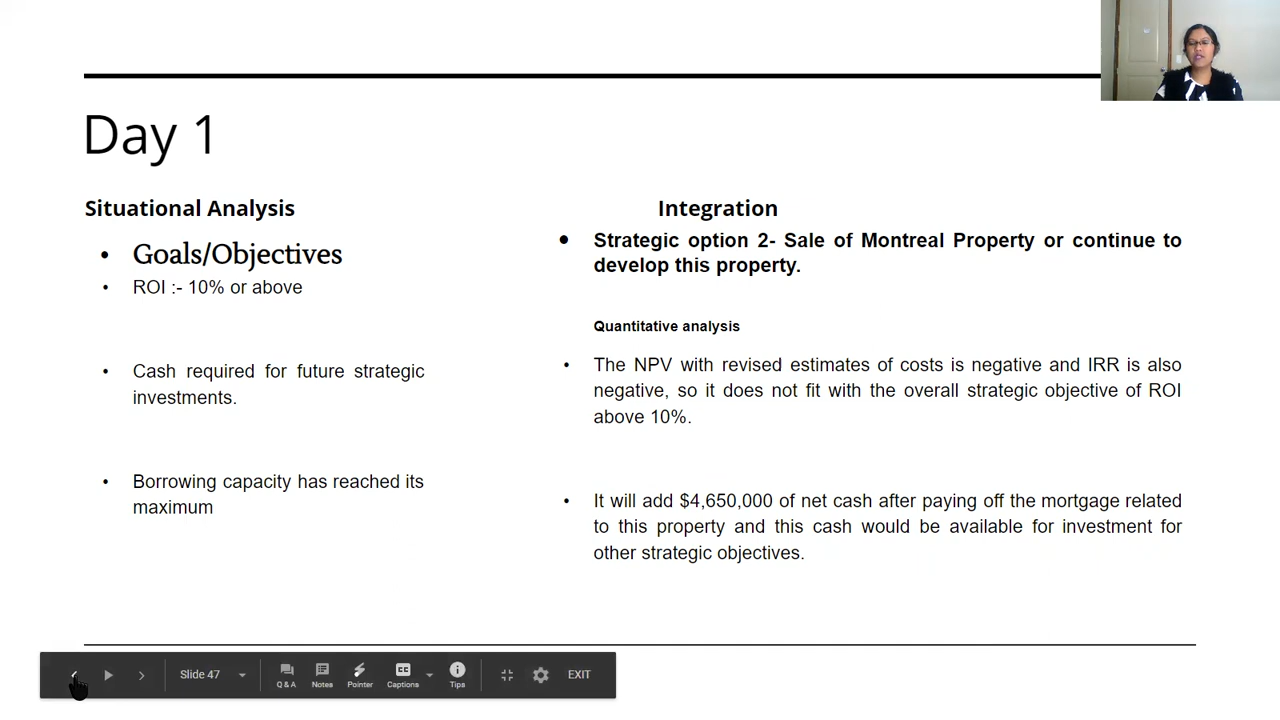 Day 1
Situational Analysis
• Goals/Objectives
• ROI :- 10% or above
• Cash required for future strategic
investments.
• Borrowing capacity has reached its
maximum
Integration
• Strategic option 2- Sale of Montreal Property or continue to
develop this property.
Quantitative analysis
• The NPV with revised estimates of costs is negative and IRR is also
negative, so it does not fit with the overall strategic objective of ROI
above 10%.
• It will add $4,650,000 of net cash after paying off the mortgage related
to this property and this cash would be available for investment for
other strategic objectives.
Slide 47
Q & A
Notes
Pointer
CC
Captions
Tips
EXIT